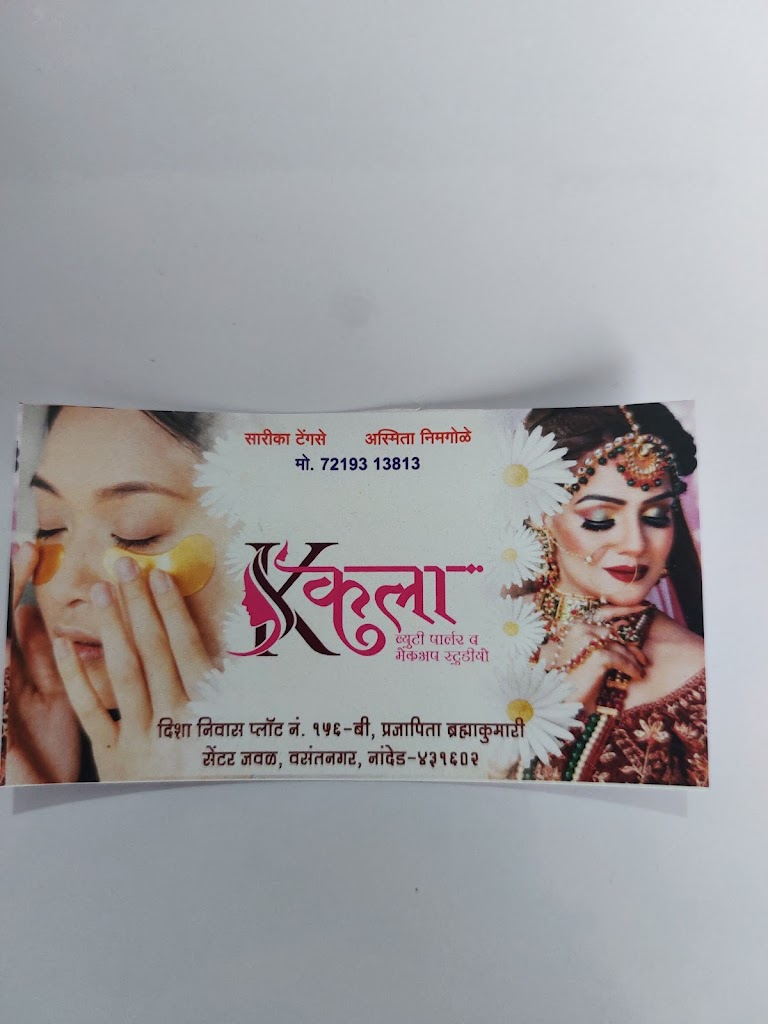 सारीका टेंगसे अस्मिता निमगोळे
मो. 72193 13813
K कला
ब्युटी पार्लर व
मेकअप स्टुडीयो
दिशा निवास प्लॉट नं. १५६-बी, प्रजापिता ब्रह्माकुमारी
सेंटर जवळ, वसंतनगर, नांदेड-४३१६०२